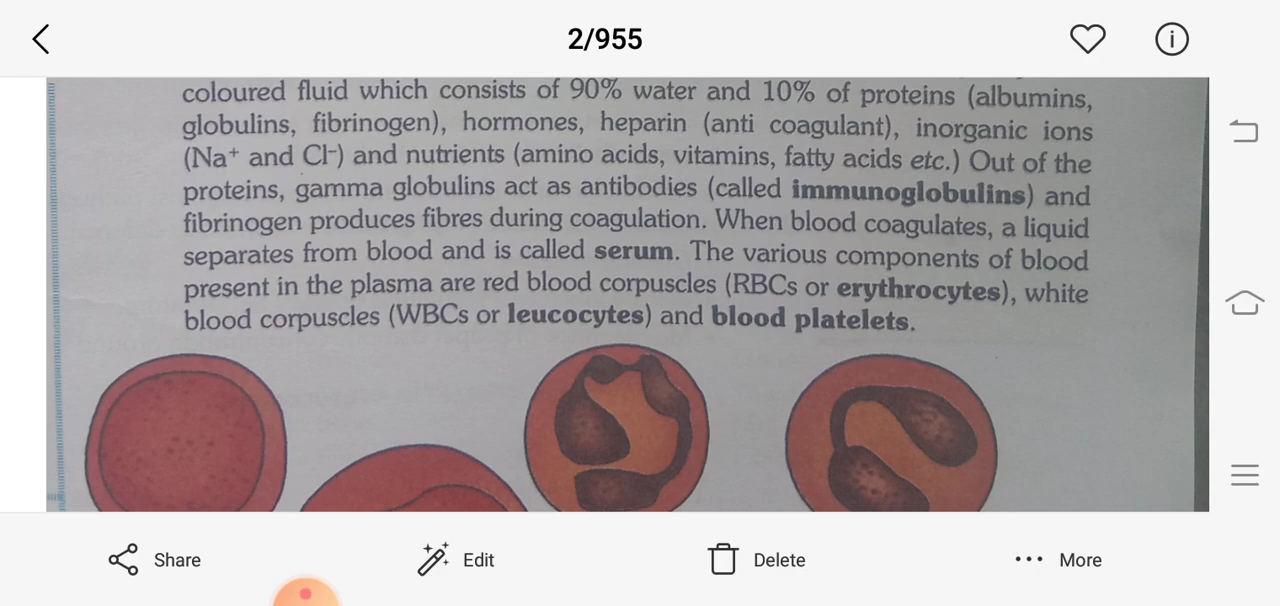 2/955
coloured fluid which consists of 90% water and 10% of proteins (albumins,
globulins, fibrinogen), hormones, heparin (anti coagulant), inorganic ions
(Na⁺ and Cl⁻) and nutrients (amino acids, vitamins, fatty acids etc.) Out of the
proteins, gamma globulins act as antibodies (called immunoglobulins) and
fibrinogen produces fibres during coagulation. When blood coagulates, a liquid
separates from blood and is called serum. The various components of blood
present in the plasma are red blood corpuscles (RBCs or erythrocytes), white
blood corpuscles (WBCs or leucocytes) and blood platelets.
Share Edit Delete More